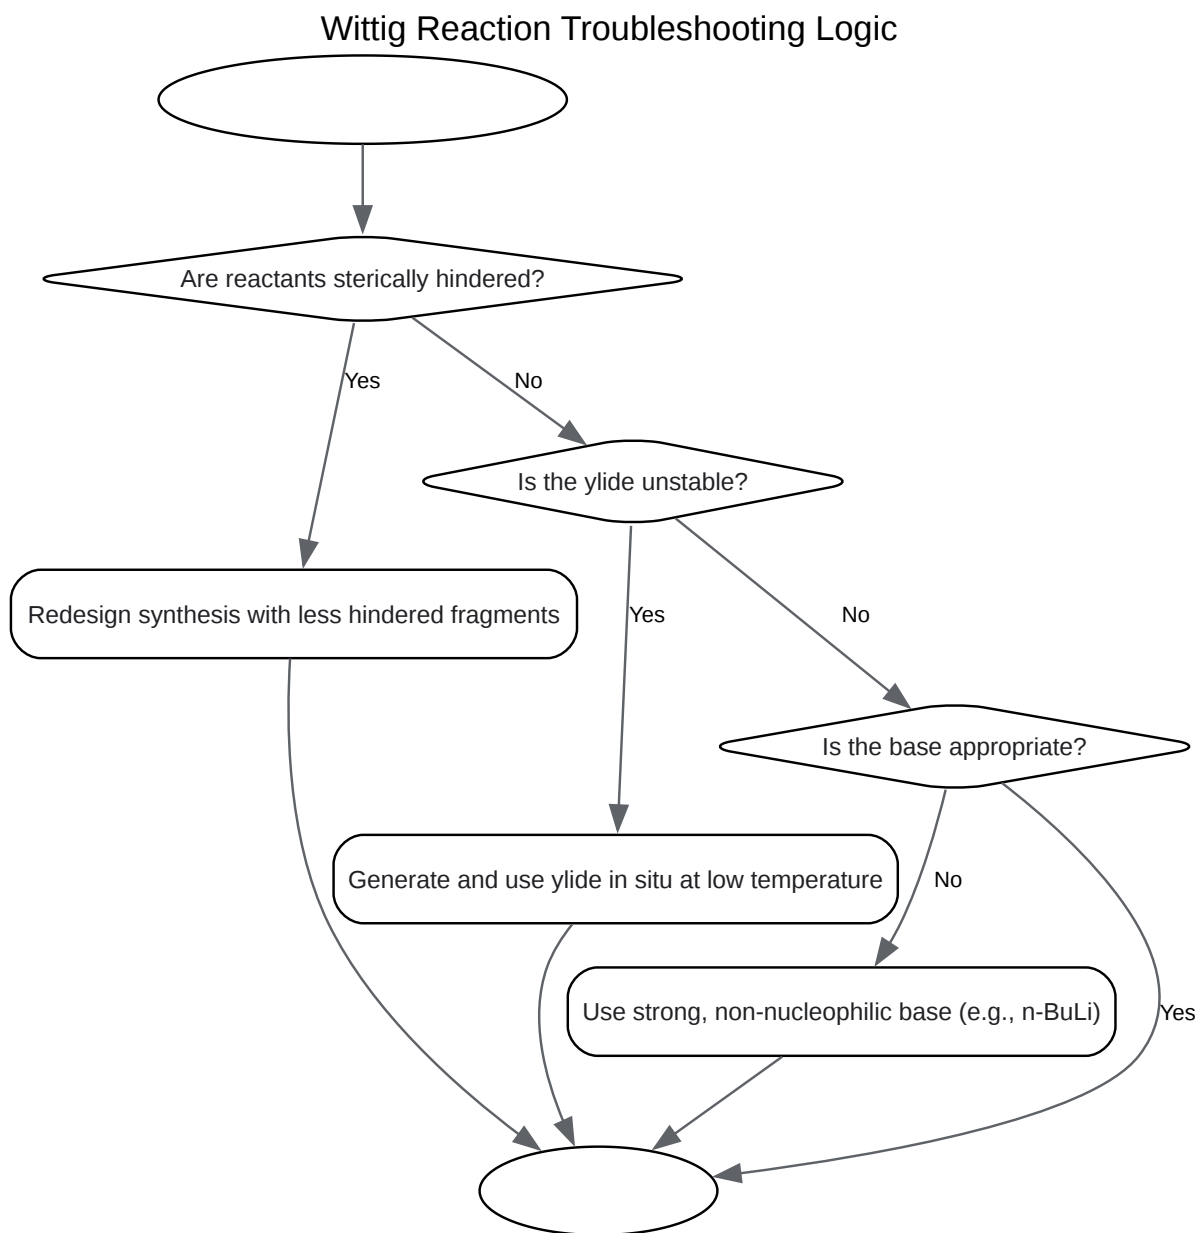 Wittig Reaction Troubleshooting Logic
Are reactants sterically hindered?
Yes
No
Is the ylide unstable?
Redesign synthesis with less hindered fragments
Yes
No
Is the base appropriate?
Generate and use ylide in situ at low temperature
No
Use strong, non-nucleophilic base (e.g., n-BuLi)
Yes